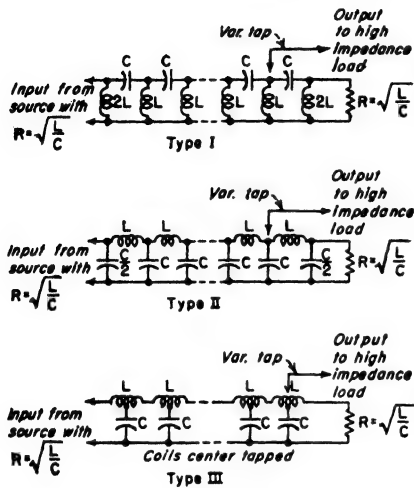 Var. tap
Output
to high
impedance
load
C C C C
Input from
source with
R=√L/C
2L L L L L 2L
R=√L/C
Type I
Var. tap
Output
to high
impedance
load
L L L L
Input from
source with
R=√L/C
C/2 C C C C C/2
R=√L/C
Type II
Var. tap
Output
to high
impedance
load
L L L L
Input from
source with
R=√L/C
C C C C
R=√L/C
Coils center tapped
Type III